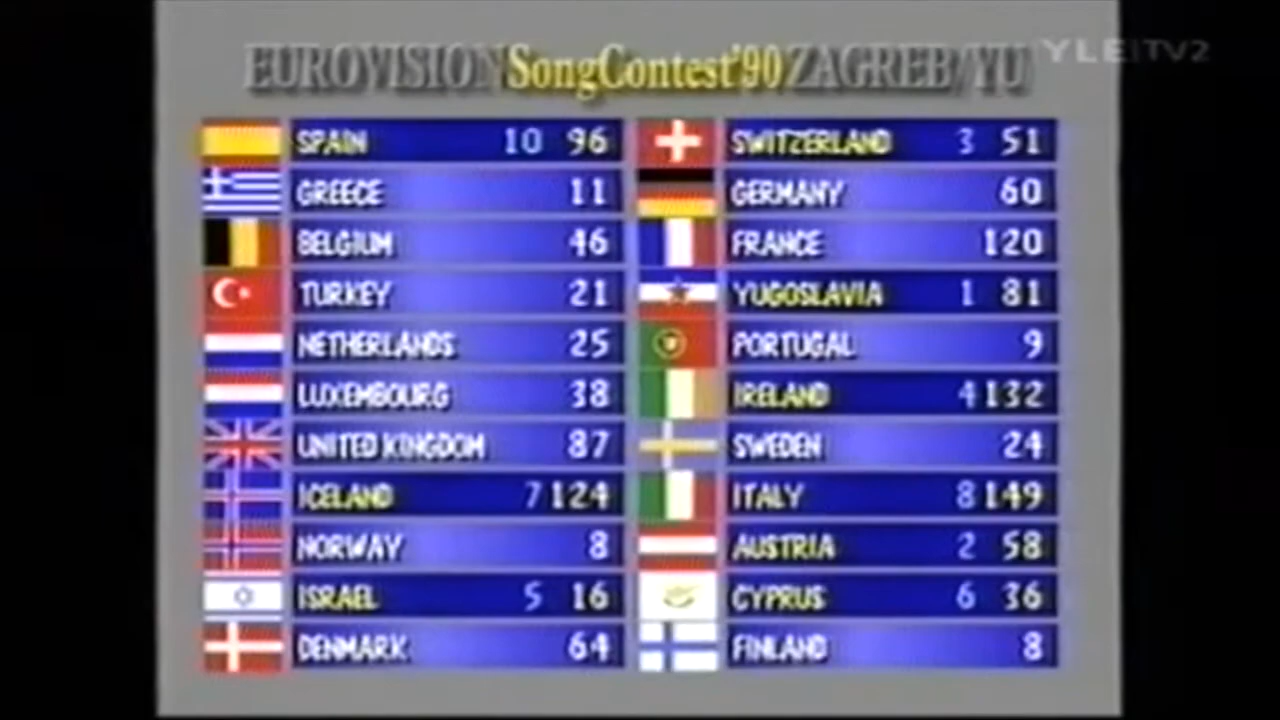 YLE TV2
EUROVISION SongContest'90 ZAGREB/YU
SPAIN 10 96
GREECE 11
BELGIUM 46
TURKEY 21
NETHERLANDS 25
LUXEMBOURG 38
UNITED KINGDOM 87
ICELAND 7 124
NORWAY 8
ISRAEL 5 16
DENMARK 64
SWITZERLAND 3 51
GERMANY 60
FRANCE 120
YUGOSLAVIA 1 81
PORTUGAL 9
IRELAND 4 132
SWEDEN 24
ITALY 8 149
AUSTRIA 2 58
CYPRUS 6 36
FINLAND 8